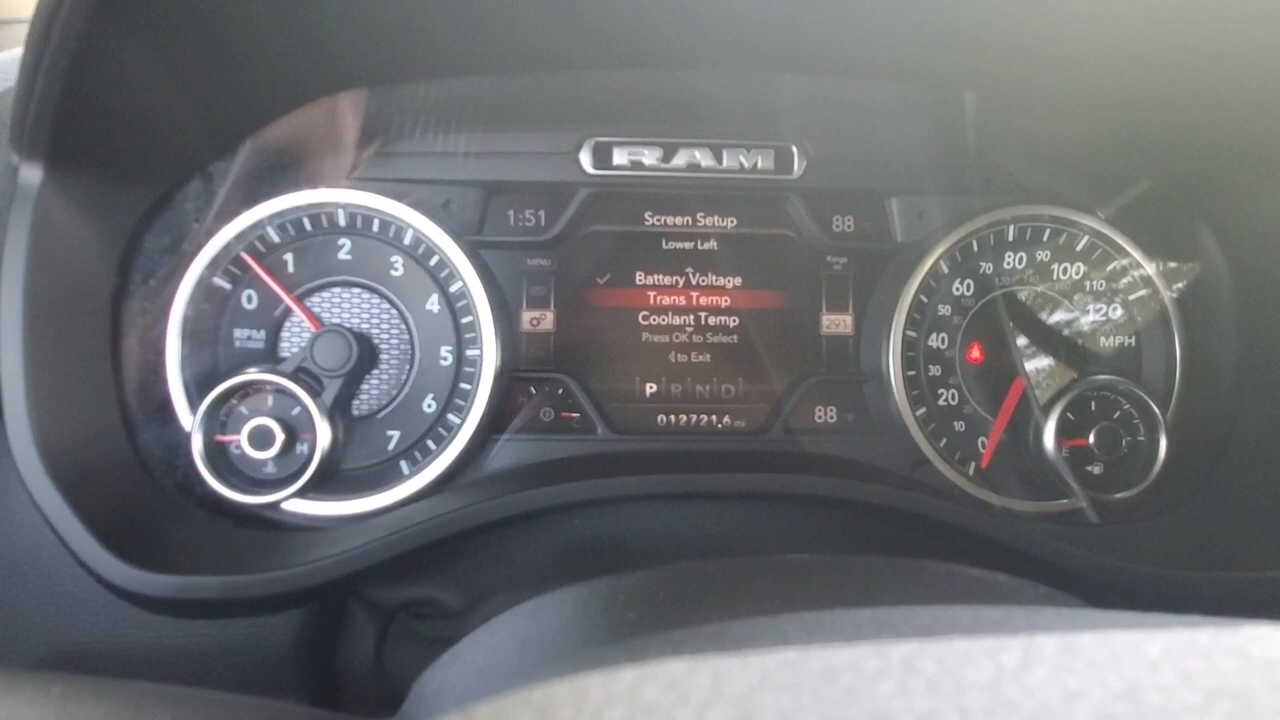 RAM
1:51
Screen Setup
88
Lower Left
MENU
Range
Battery Voltage
Trans Temp
Coolant Temp
Press OK to Select
to Exit
291
P R N D
012721.6 mi
88
H
C
0
1
2
3
4
5
6
7
RPM
C
H
0
10
20
30
40
50
60
70
80
90
100
110
120
MPH
E